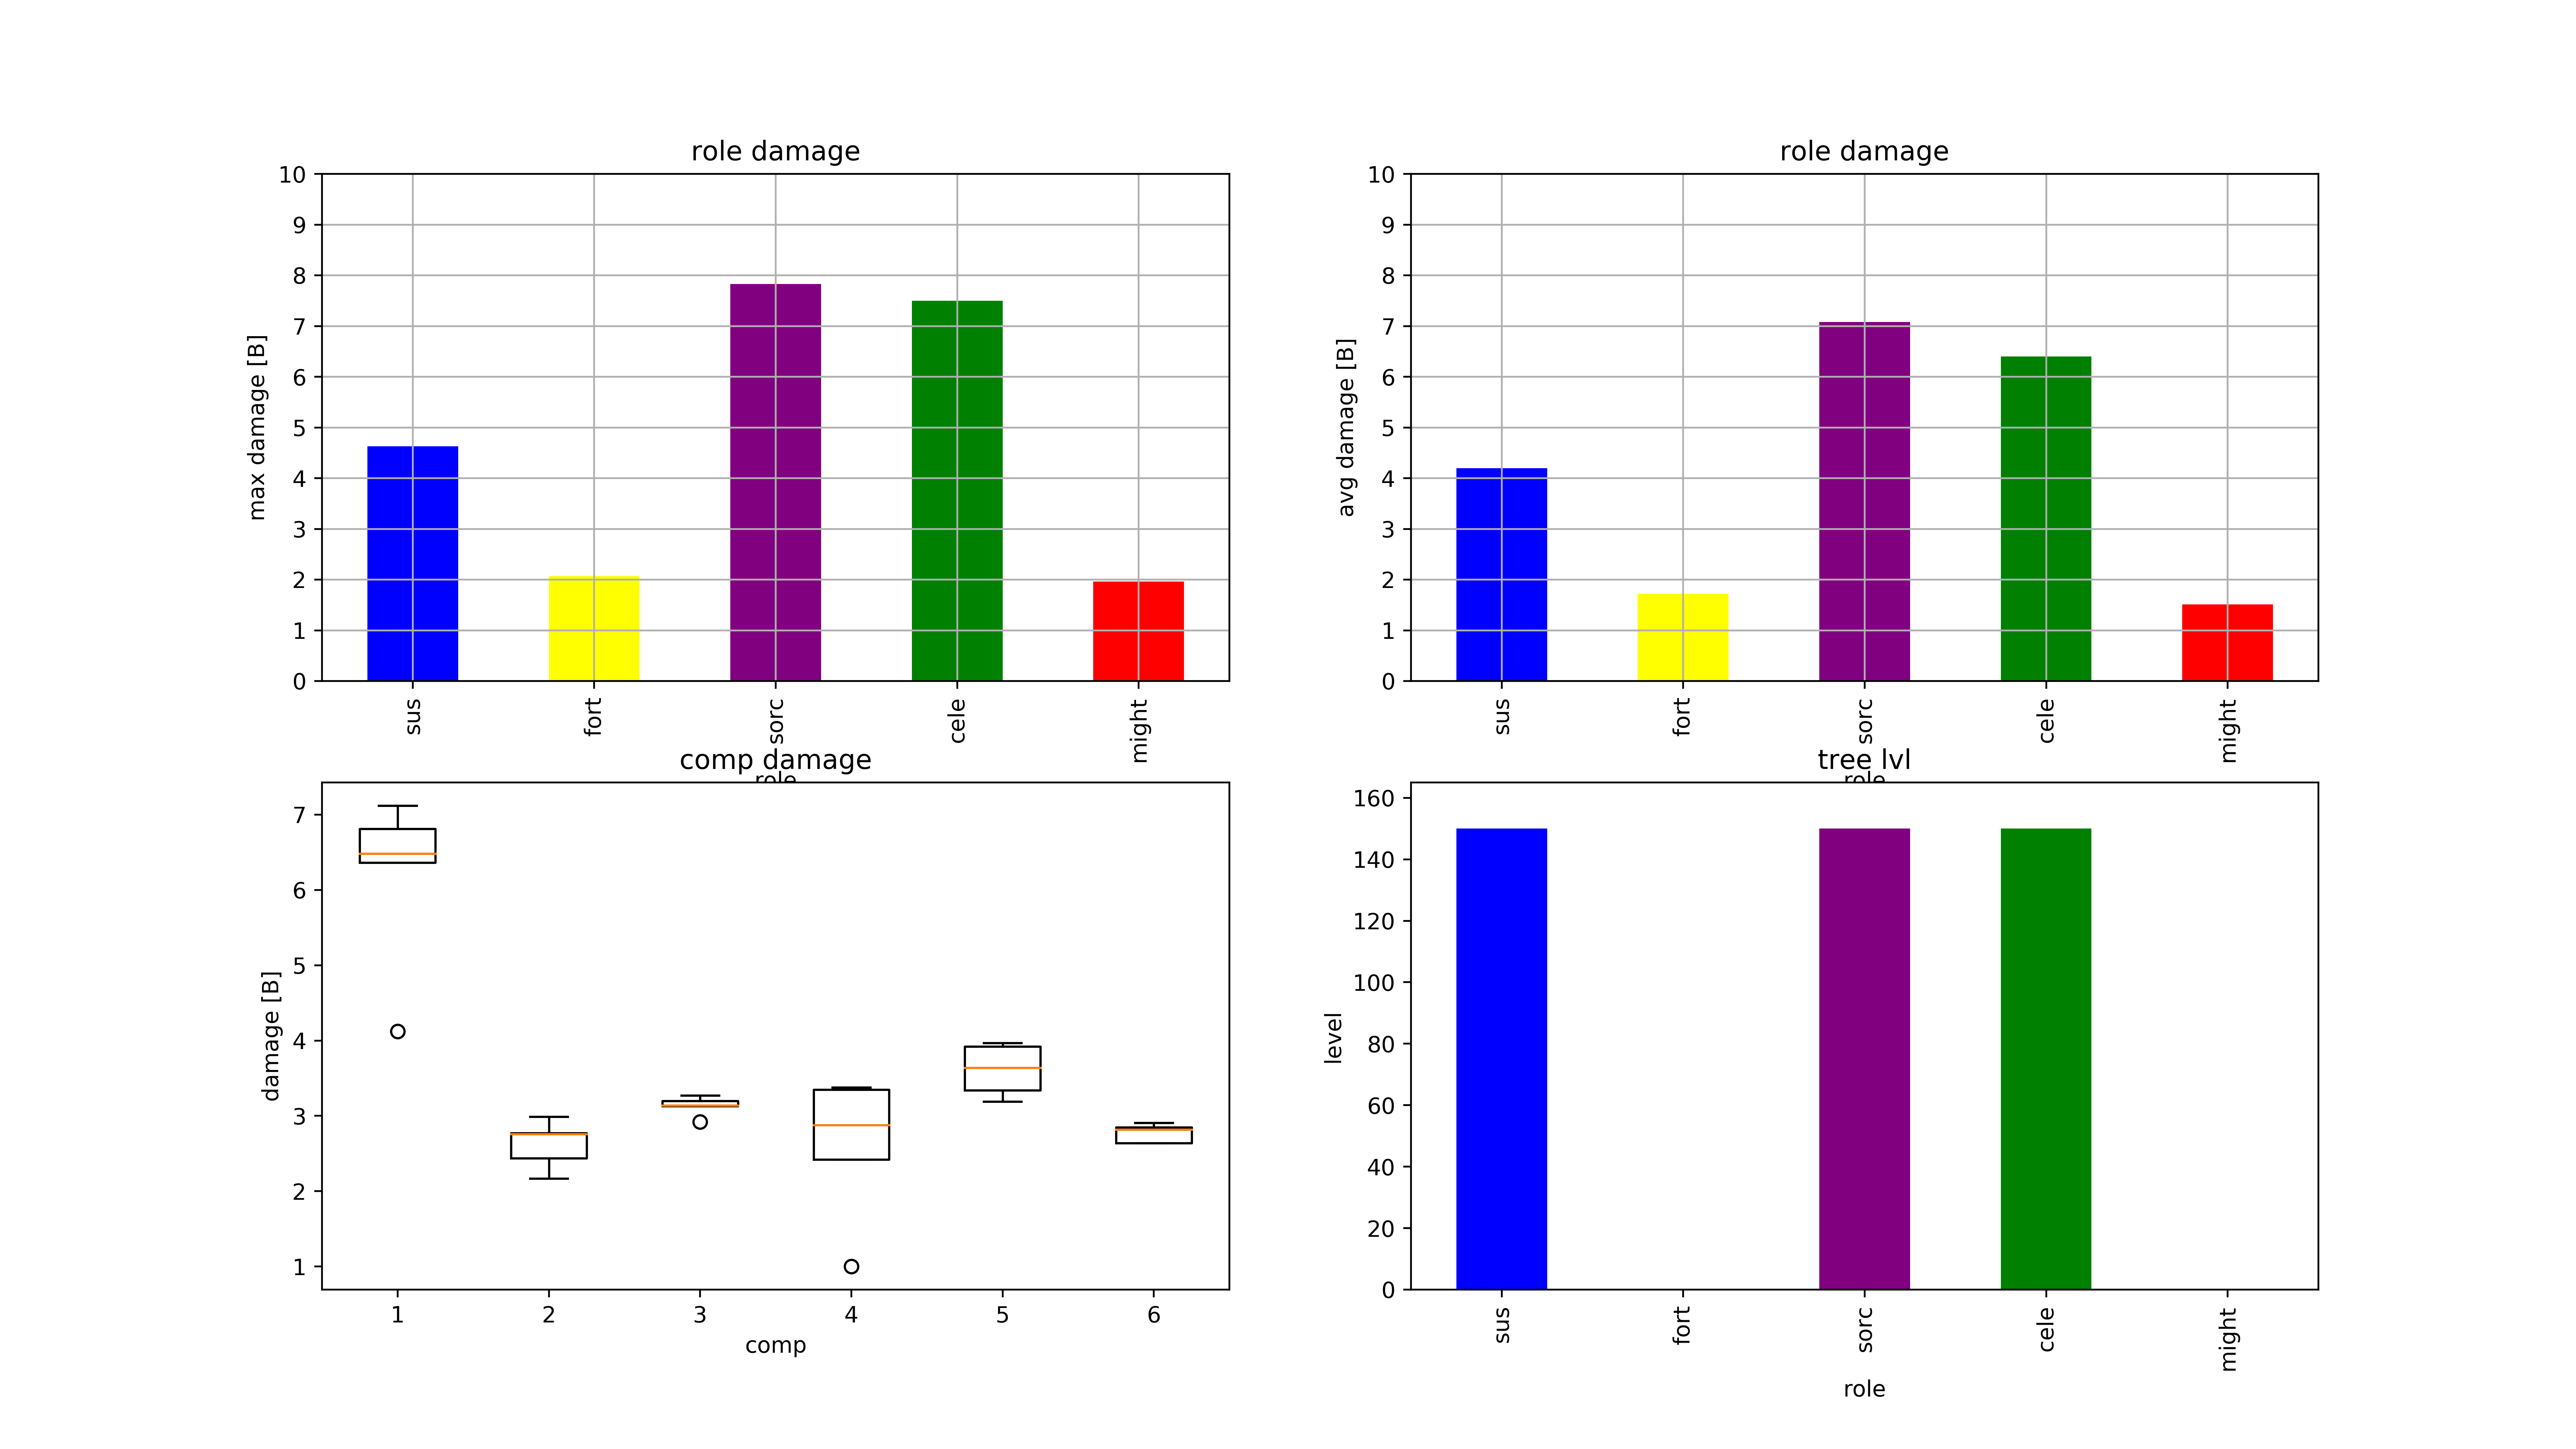 role damage
10
9
8
7
6
5
4
3
2
1
0
max damage [B]
sus
fort
sorc
cele
might
role
role damage
10
9
8
7
6
5
4
3
2
1
0
avg damage [B]
sus
fort
sorc
cele
might
role
comp damage
7
6
5
4
3
2
1
damage [B]
1 2 3 4 5 6
comp
tree lvl
160
140
120
100
80
60
40
20
0
level
sus
fort
sorc
cele
might
role